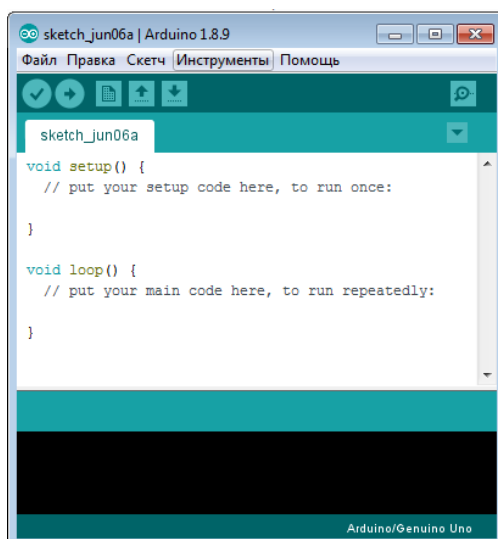 sketch_jun06a | Arduino 1.8.9
Файл Правка Скетч Инструменты Помощь
sketch_jun06a
void setup() {
  // put your setup code here, to run once:
}
void loop() {
  // put your main code here, to run repeatedly:
}
Arduino/Genuino Uno